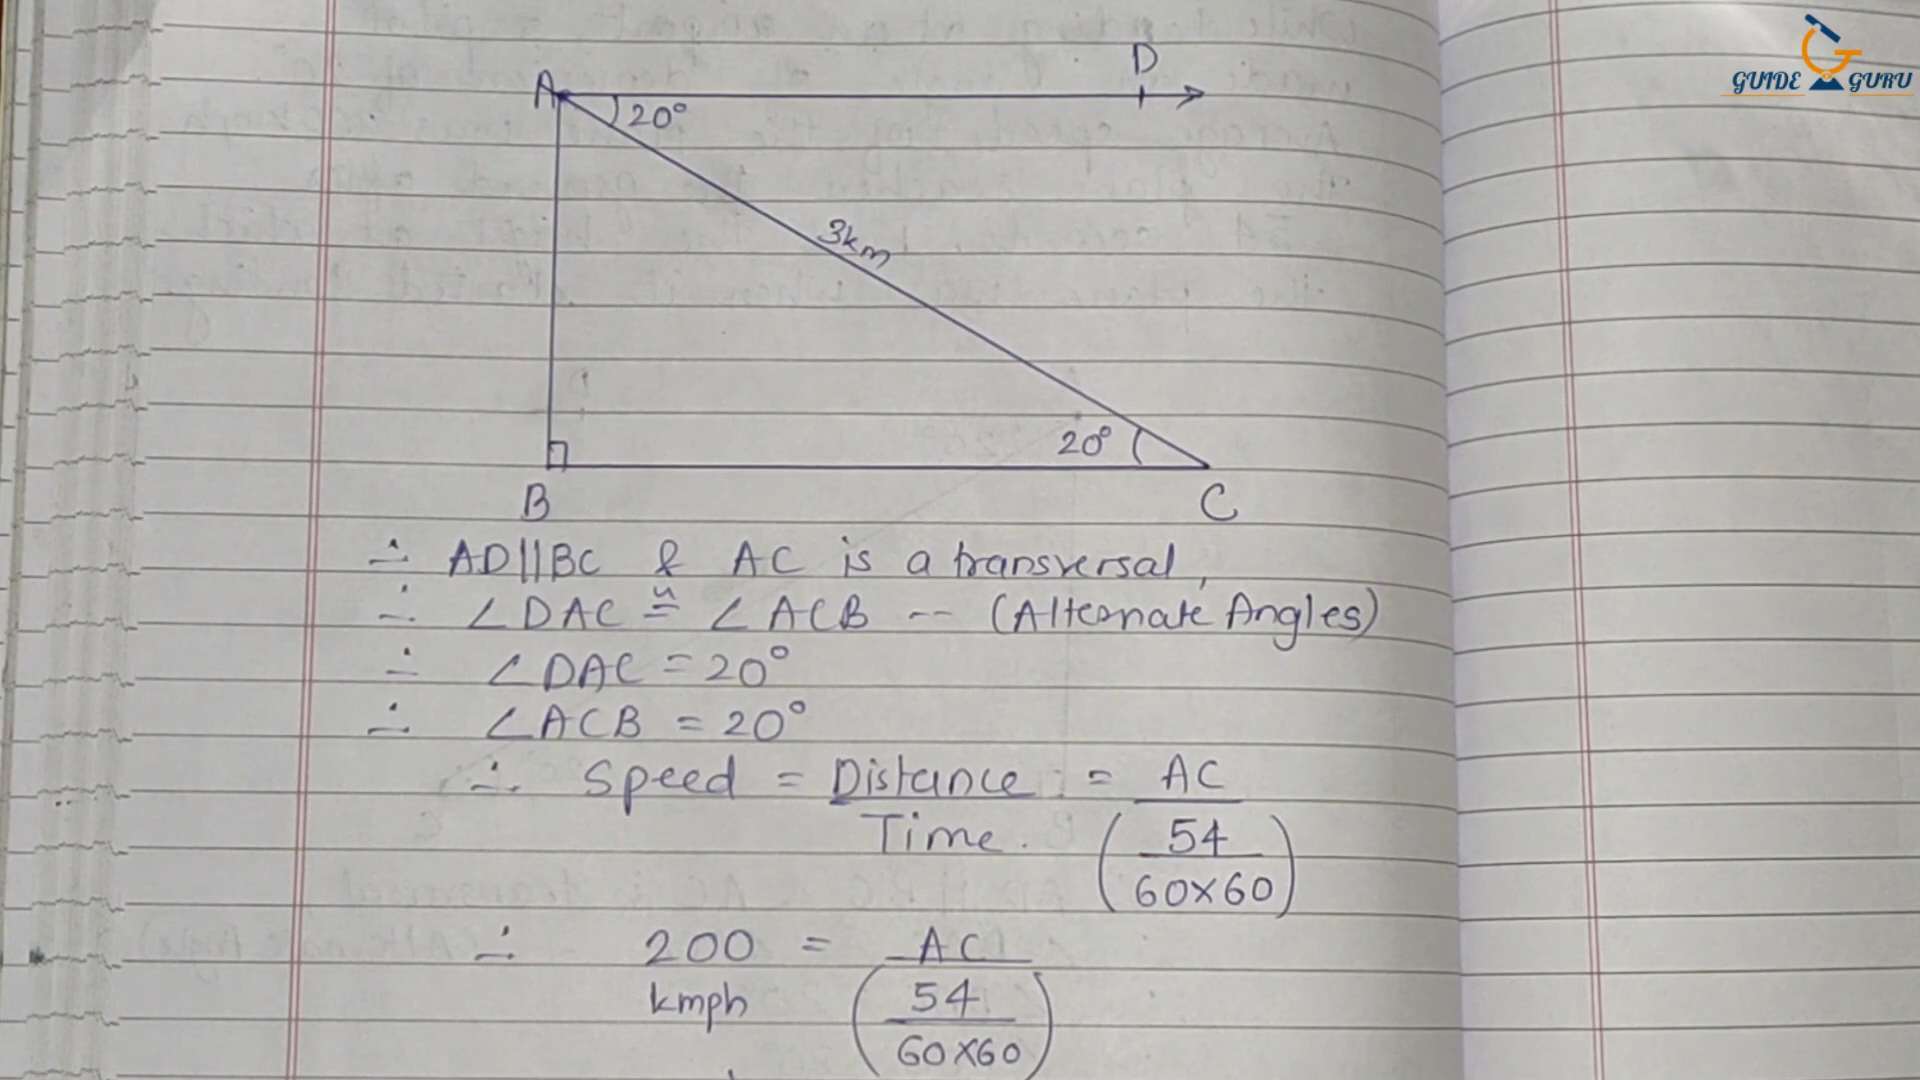 GUIDE GURU
D
A
20°
3km
20°
B
C
∴ AD||BC & AC is a transversal,
∴ ∠DAC ≅ ∠ACB -- (Alternate Angles)
∴ ∠DAC = 20°
∴ ∠ACB = 20°
∴ Speed = Distance = AC
Time. (54
60×60)
∴ 200 = AC
kmph (54
60×60)